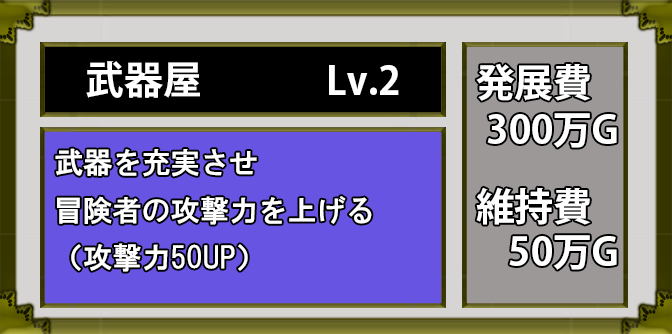 武器屋 Lv.2
武器を充実させ
冒険者の攻撃力を上げる
（攻撃力50UP）
発展費
300万G
維持費
50万G